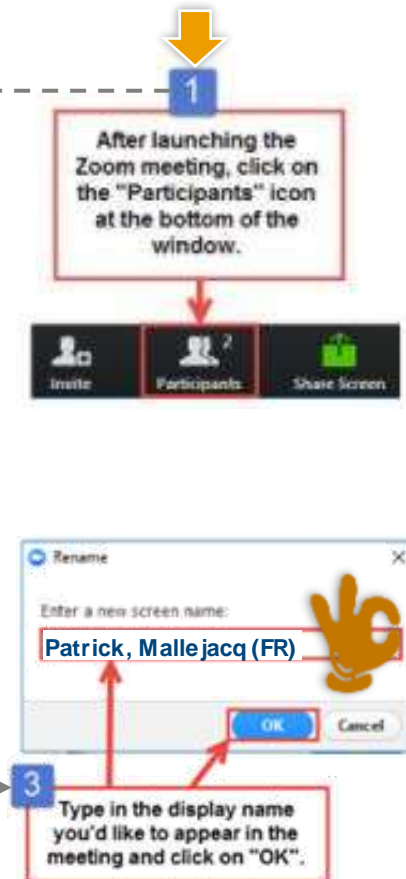 1
After launching the
Zoom meeting, click on
the "Participants" icon
at the bottom of the
window.
Invite
Participants 2
Share Screen
Rename
Enter a new screen name:
Patrick, Mallejacq (FR)
OK Cancel
3
Type in the display name
you'd like to appear in the
meeting and click on "OK".